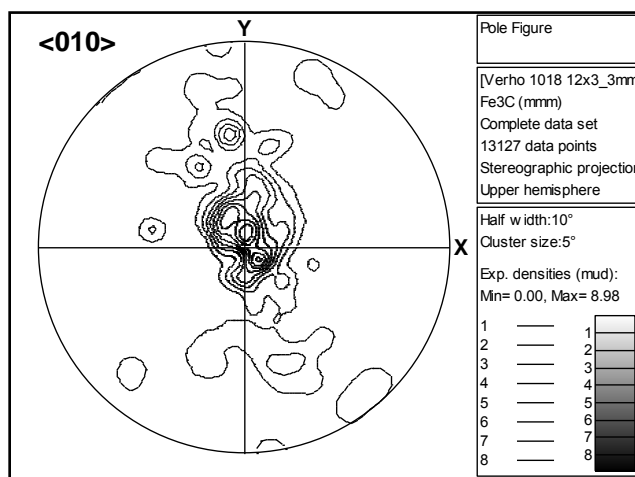 <010>
Y
X
Pole Figure
[Verho 1018 12x3_3mm
Fe3C (mmm)
Complete data set
13127 data points
Stereographic projection
Upper hemisphere
Half width:10°
Cluster size:5°
Exp. densities (mud):
Min= 0.00, Max= 8.98
1
2
3
4
5
6
7
8
1
2
3
4
5
6
7
8